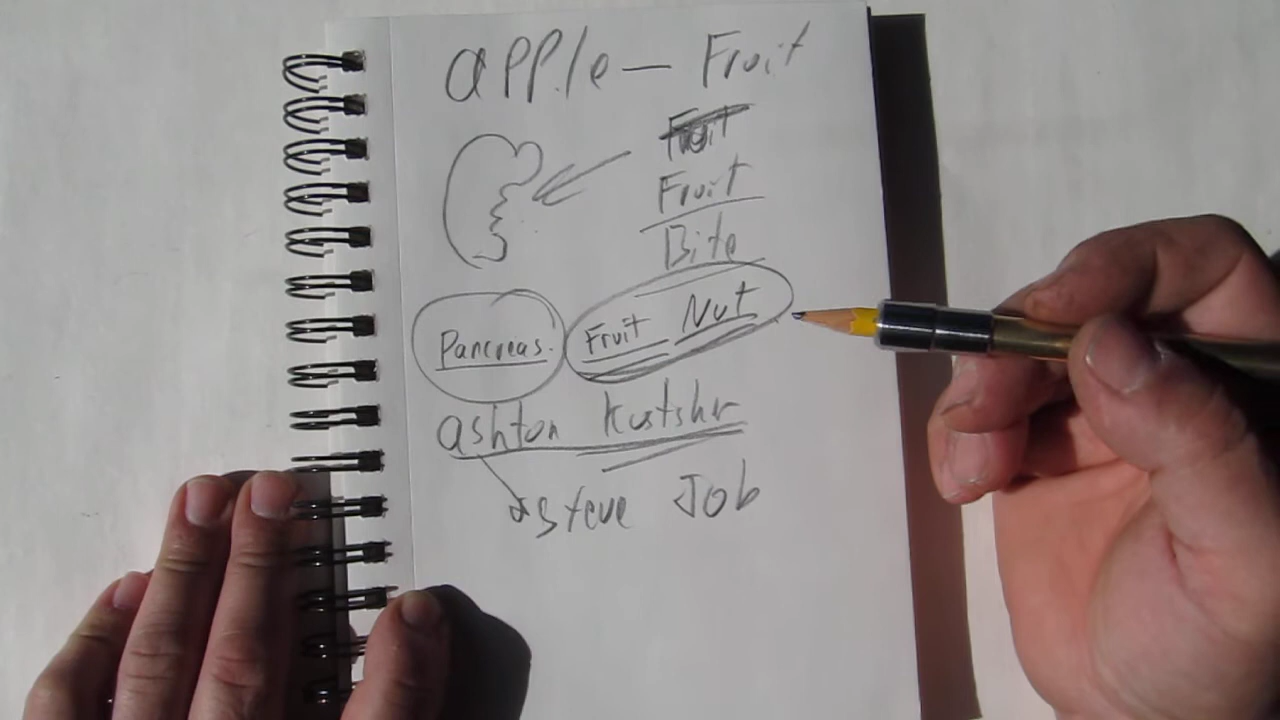 apple — Fruit
Fruit
Fruit
Bite
Pancreas. Fruit Nut
ashton Kutshr
Steve Job